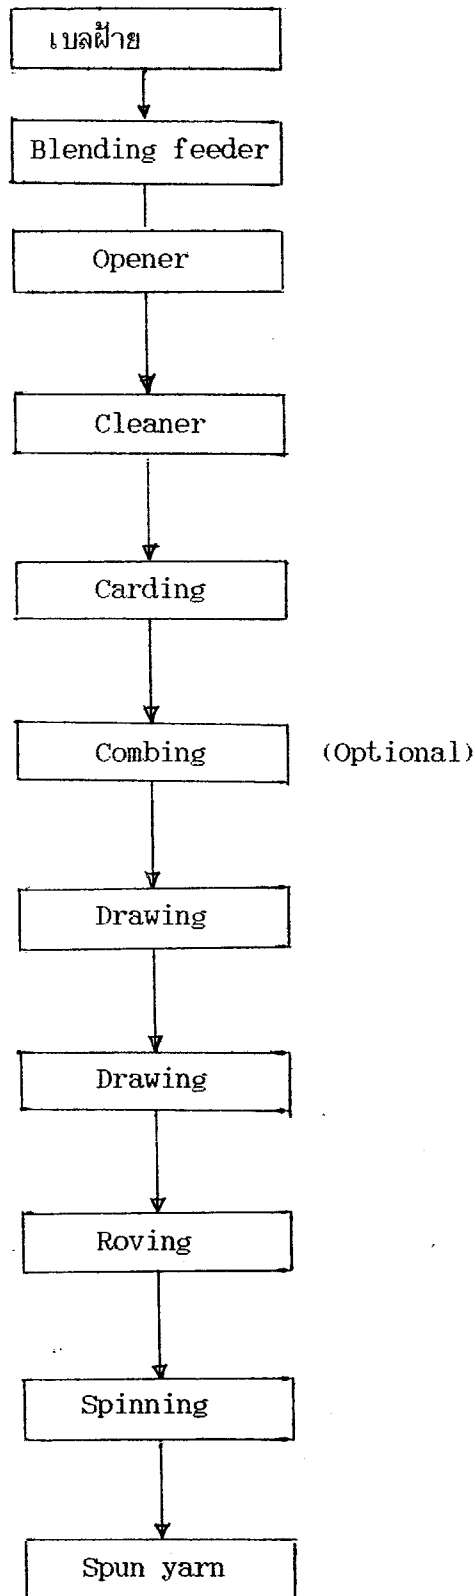 เบลฝ้าย
Blending feeder
Opener
Cleaner
Carding
Combing (Optional)
Drawing
Drawing
Roving
Spinning
Spun yarn